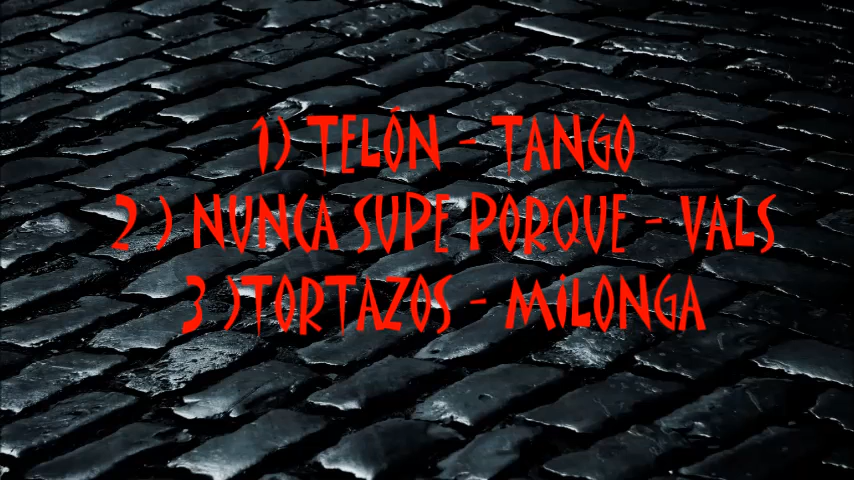 1) TELÓN - TANGO
2 ) NUNCA SUPE PORQUE - VALS
3 )TORTAZOS - MILONGA